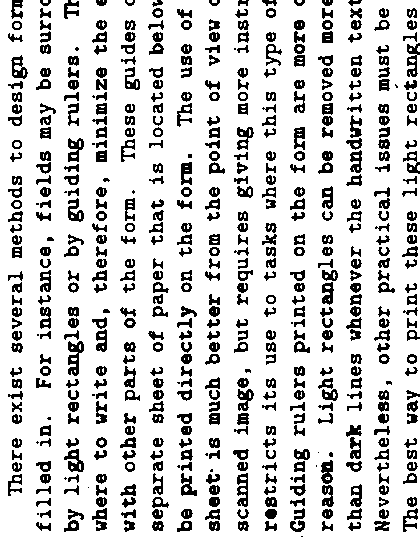 There exist several methods to design form
filled in. For instance, fields may be surro
by light rectangles or by guiding rulers. Th
where to write and, therefore, minimize the e
with other parts of the form. These guides c
separate sheet of paper that is located below
be printed directly on the form. The use of
sheet is much better from the point of view o
scanned image, but requires giving more instr
restricts its use to tasks where this type of
Guiding rulers printed on the form are more c
reason. Light rectangles can be removed more
than dark lines whenever the handwritten text
Nevertheless, other practical issues must be
The best way to print these light rectangles